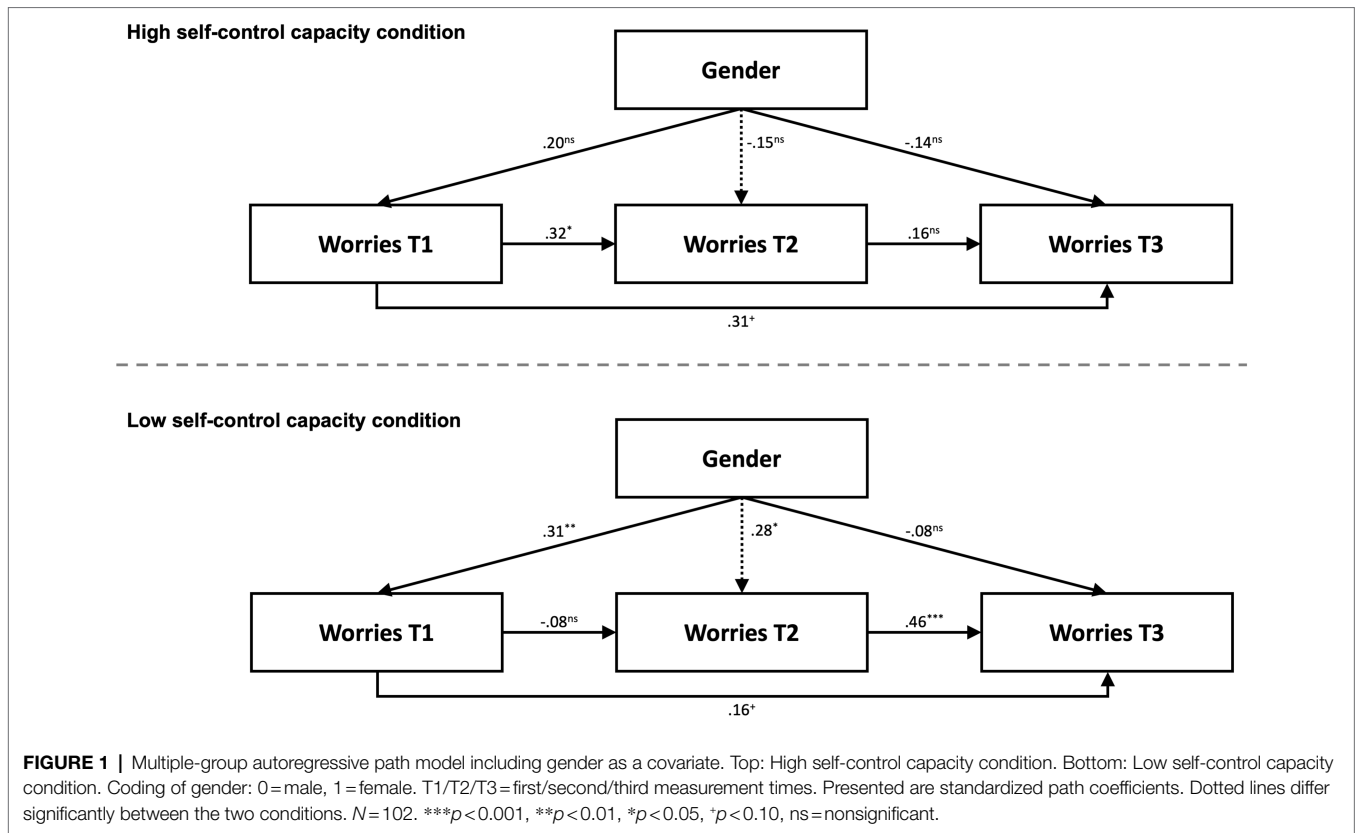 High self-control capacity condition
Gender
.20ns
-.15ns
-.14ns
Worries T1
.32*
Worries T2
.16ns
Worries T3
.31+
Low self-control capacity condition
Gender
.31**
.28*
-.08ns
Worries T1
-.08ns
Worries T2
.46***
Worries T3
.16+
FIGURE 1 | Multiple-group autoregressive path model including gender as a covariate. Top: High self-control capacity condition. Bottom: Low self-control capacity
condition. Coding of gender: 0 = male, 1 = female. T1/T2/T3 = first/second/third measurement times. Presented are standardized path coefficients. Dotted lines differ
significantly between the two conditions. N = 102. ***p < 0.001, **p < 0.01, *p < 0.05, +p < 0.10, ns = nonsignificant.